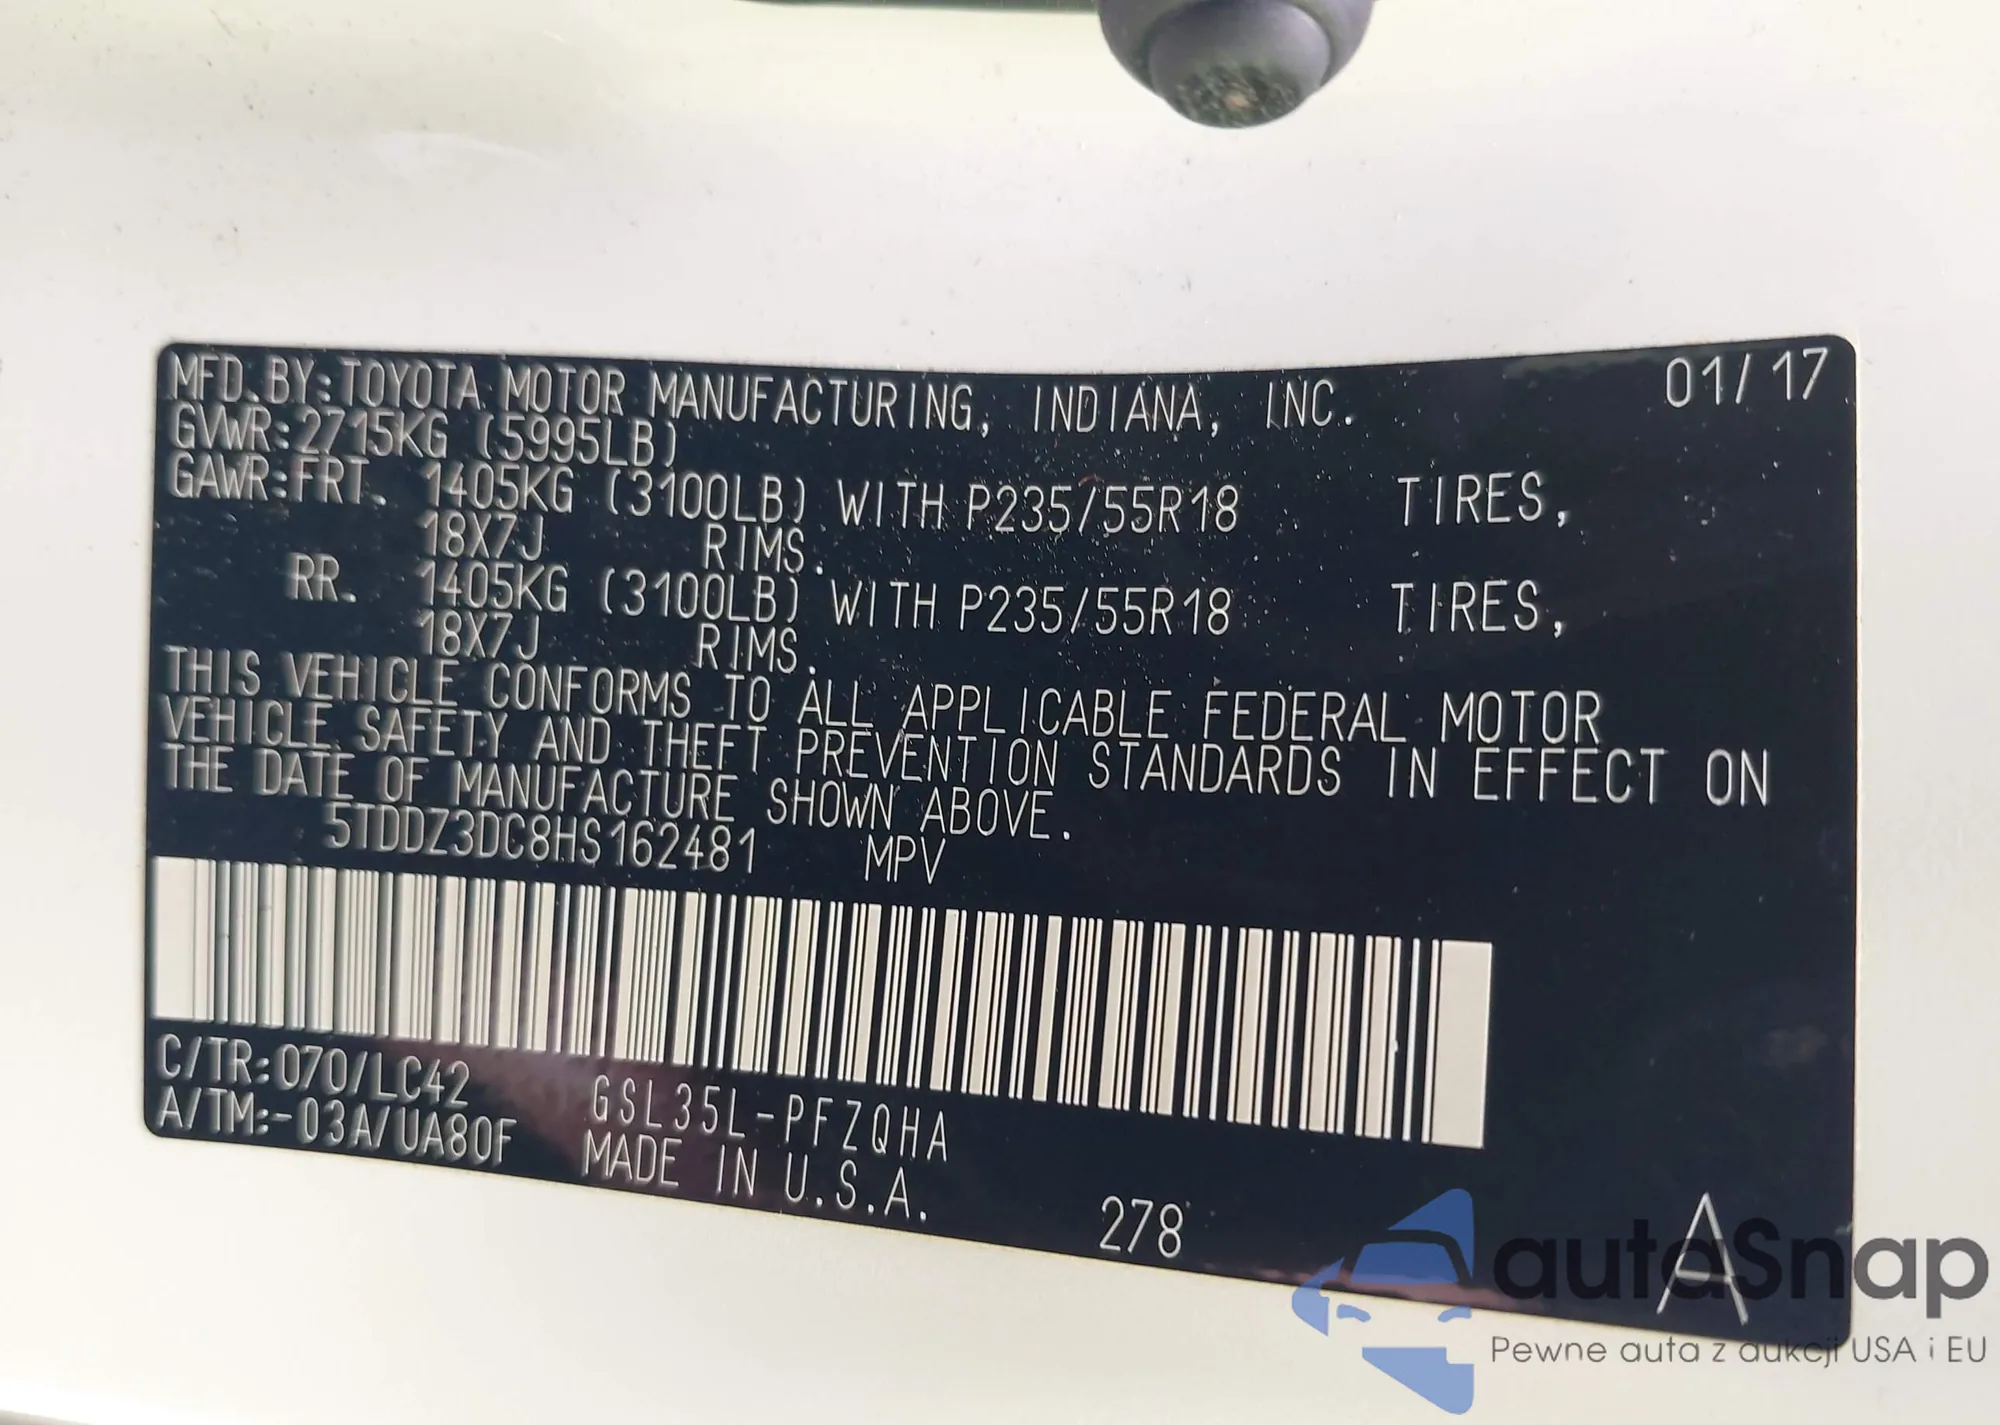 MFD.BY:TOYOTA MOTOR MANUFACTURING, INDIANA, INC. 01/17
GVWR:2715KG (5995LB)
GAWR:FRT. 1405KG (3100LB) WITH P235/55R18 TIRES,
18X7J RIMS.
RR. 1405KG (3100LB) WITH P235/55R18 TIRES,
18X7J RIMS.
THIS VEHICLE CONFORMS TO ALL APPLICABLE FEDERAL MOTOR
VEHICLE SAFETY AND THEFT PREVENTION STANDARDS IN EFFECT ON
THE DATE OF MANUFACTURE SHOWN ABOVE.
5TDDZ3DC8HS162481 MPV
C/TR:070/LC42 GSL35L-PFZQHA
A/TM:-03A/UA80F MADE IN U.S.A.
278 A
autoSnap
Pewne auta z aukcji USA i EU